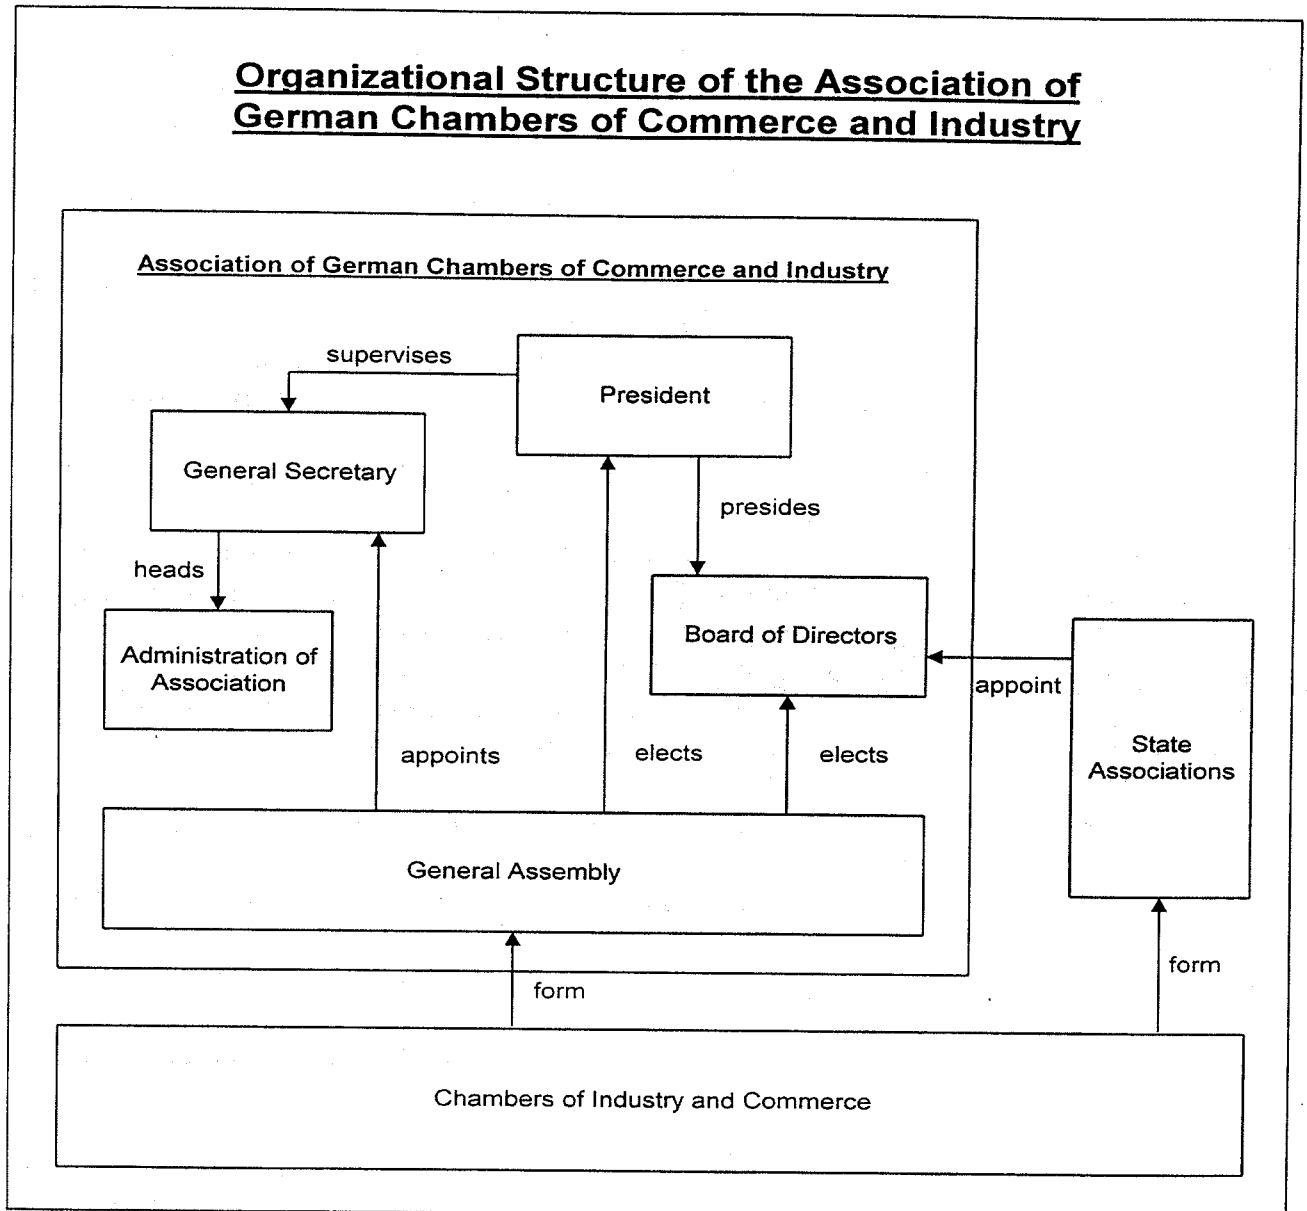 Organizational Structure of the Association of
German Chambers of Commerce and Industry
Association of German Chambers of Commerce and Industry
supervises
President
General Secretary
presides
heads
Board of Directors
Administration of
Association
appoint
State
Associations
appoints
elects
elects
General Assembly
form
form
Chambers of Industry and Commerce